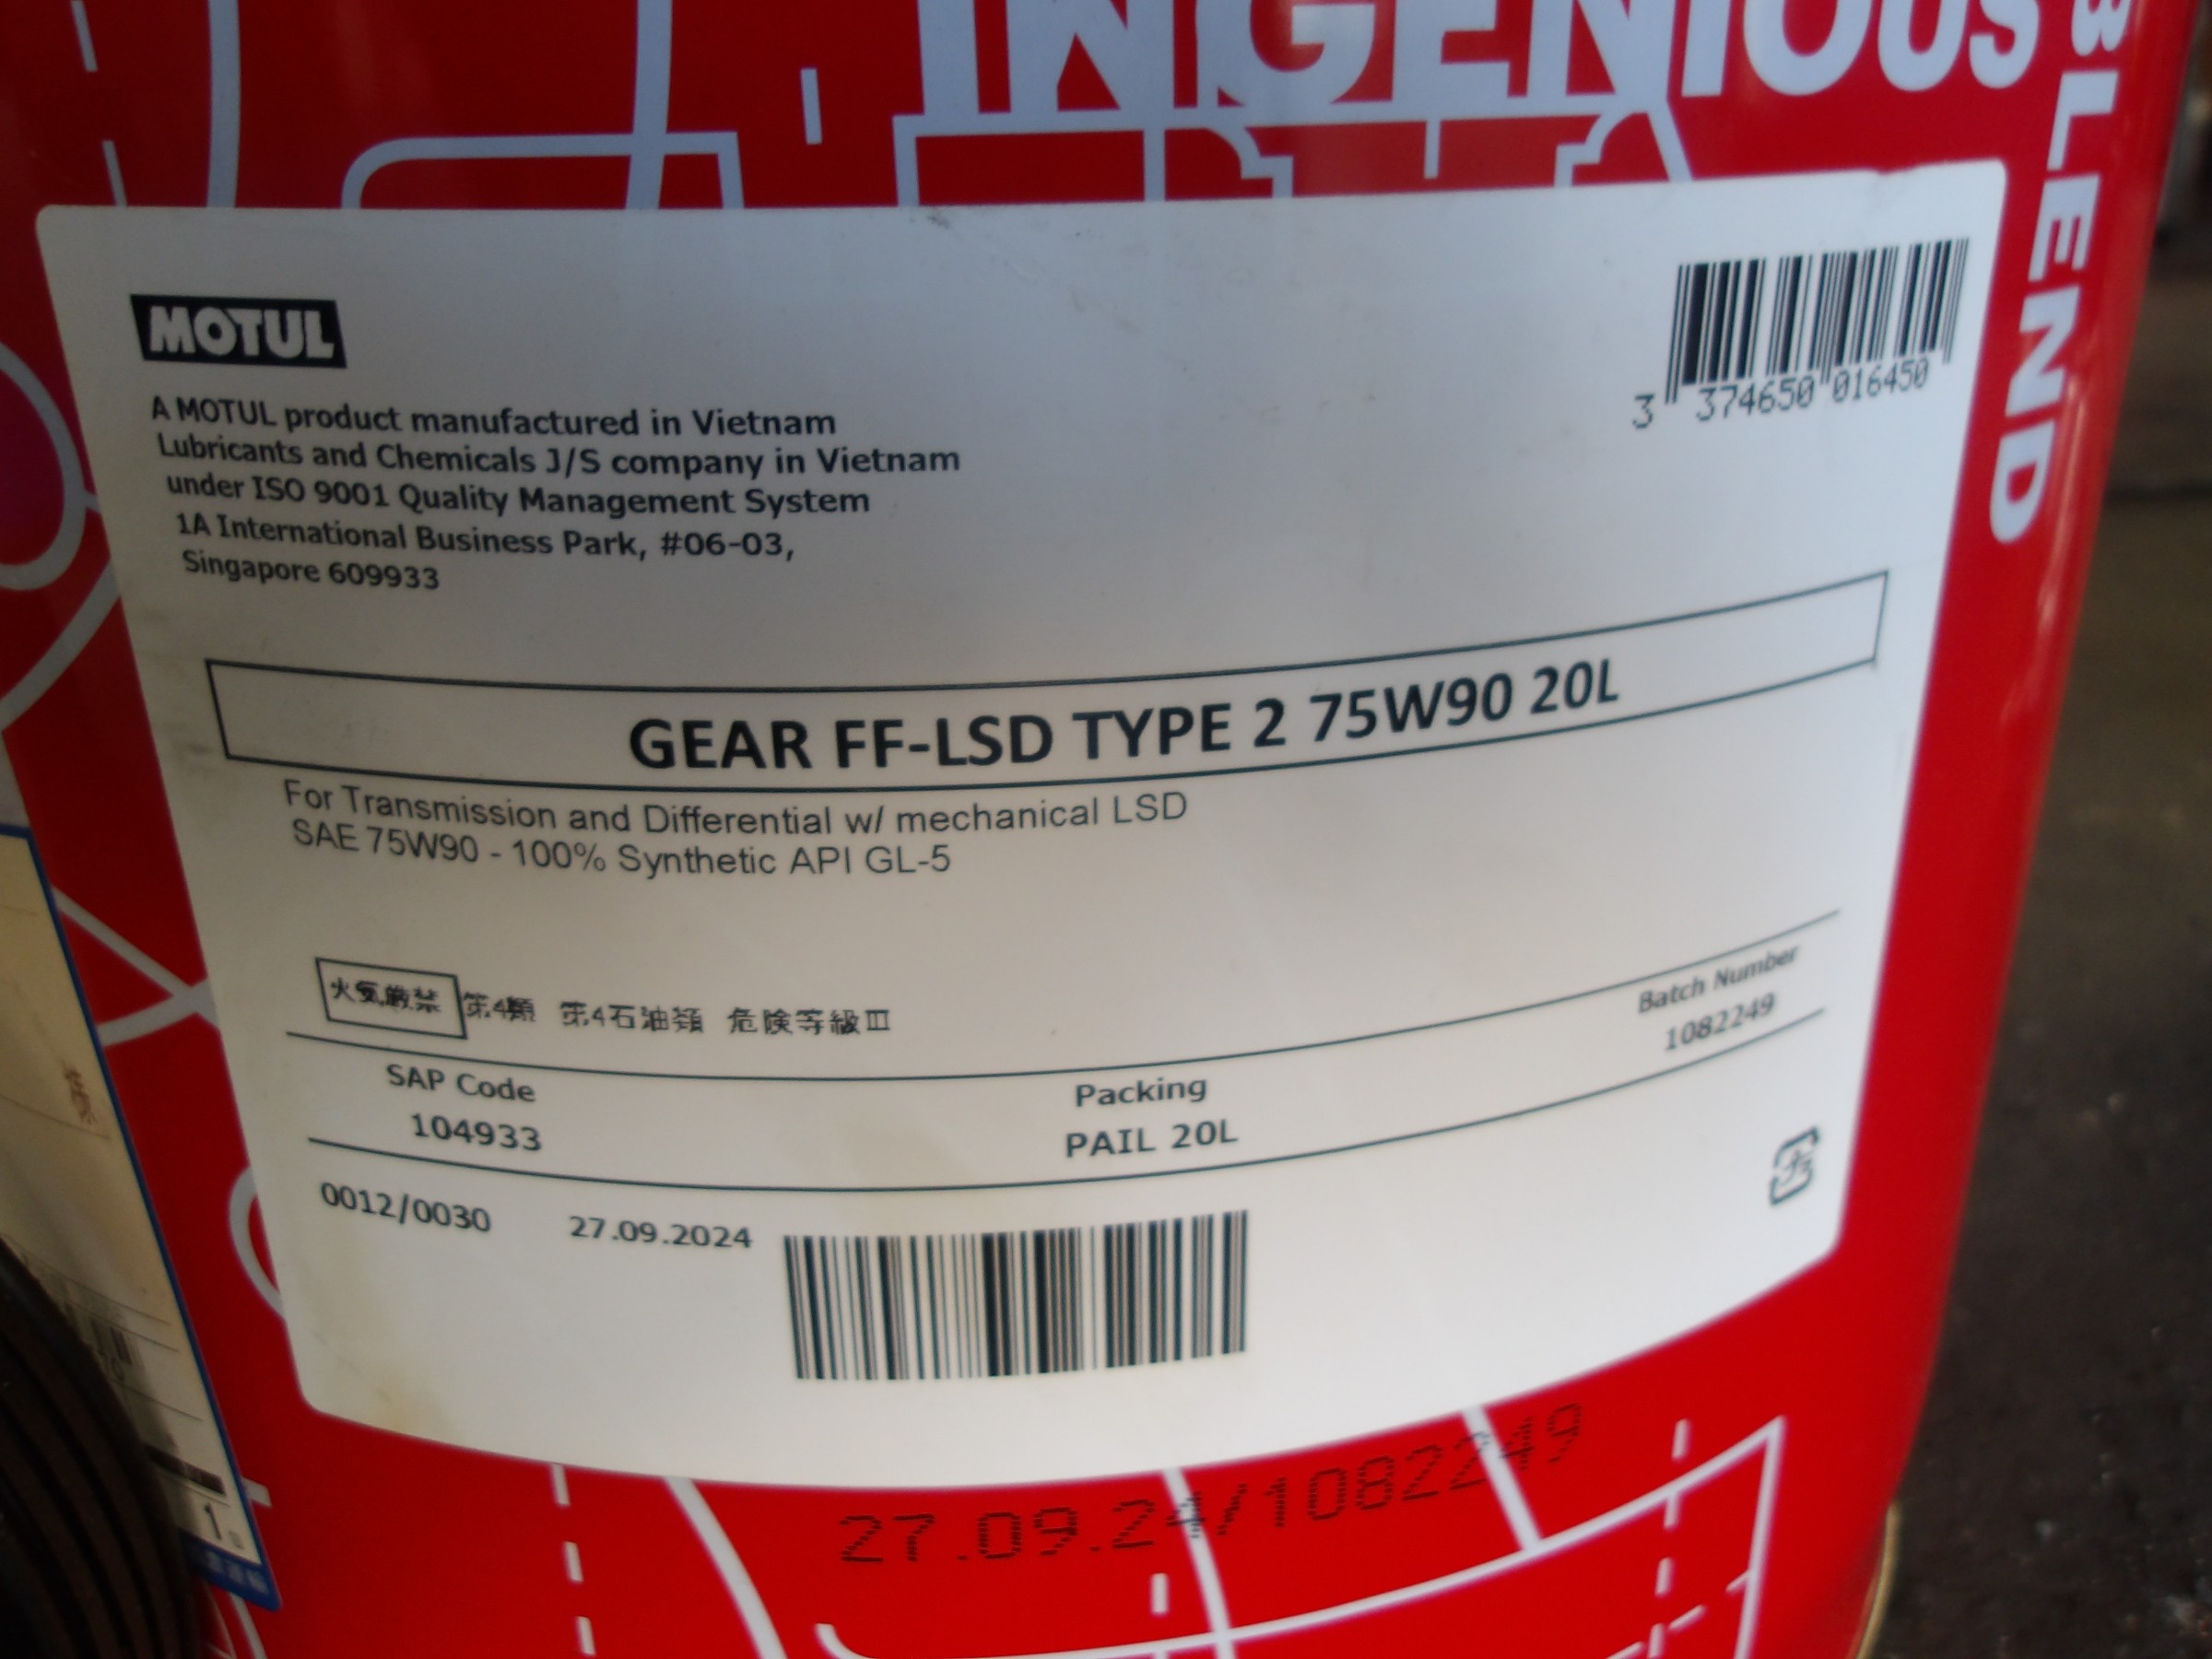 INGENIOUS
BLEND
MOTUL
A MOTUL product manufactured in Vietnam
Lubricants and Chemicals J/S company in Vietnam
under ISO 9001 Quality Management System
1A International Business Park, #06-03,
Singapore 609933
3 374650 016450
GEAR FF-LSD TYPE 2 75W90 20L
For Transmission and Differential w/ mechanical LSD
SAE 75W90 - 100% Synthetic API GL-5
火気厳禁 第4類 第4石油類 危険等級Ⅲ
SAP Code
104933
Packing
PAIL 20L
Batch Number
1082249
0012/0030 27.09.2024
27.09.24/1082249
1